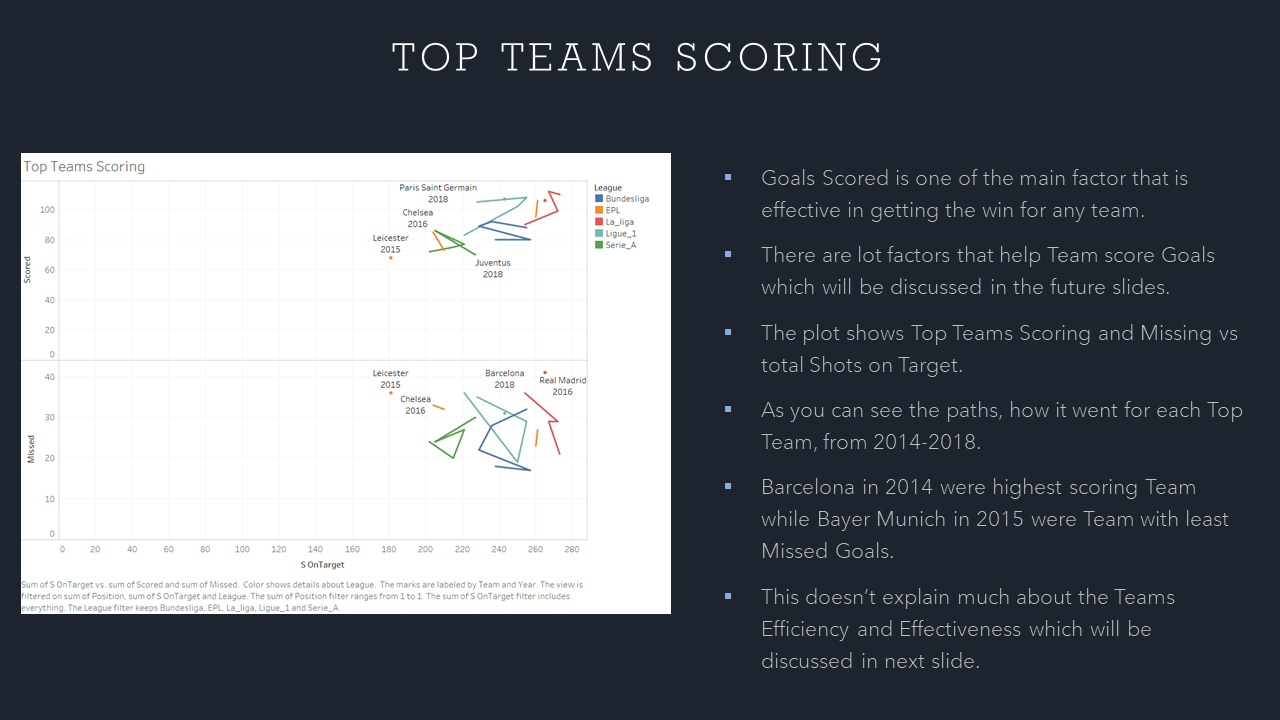 TOP TEAMS SCORING
Top Teams Scoring
Paris Saint Germain
2018
Chelsea
2016
Leicester
2015
Juventus
2018
League
Bundesliga
EPL
La_liga
Ligue_1
Serie_A
Scored
100
80
60
40
20
0
Leicester
2015
Chelsea
2016
Barcelona
2018
Real Madrid
2016
Missed
40
30
20
10
0
0 20 40 60 80 100 120 140 160 180 200 220 240 260 280
S OnTarget
Sum of S OnTarget vs. sum of Scored and sum of Missed. Color shows details about League. The marks are labeled by Team and Year. The view is
filtered on sum of Position, sum of S OnTarget and League. The sum of Position filter ranges from 1 to 1. The sum of S OnTarget filter includes
everything. The League filter keeps Bundesliga, EPL, La_liga, Ligue_1 and Serie_A.
Goals Scored is one of the main factor that is
effective in getting the win for any team.
There are lot factors that help Team score Goals
which will be discussed in the future slides.
The plot shows Top Teams Scoring and Missing vs
total Shots on Target.
As you can see the paths, how it went for each Top
Team, from 2014-2018.
Barcelona in 2014 were highest scoring Team
while Bayer Munich in 2015 were Team with least
Missed Goals.
This doesn’t explain much about the Teams
Efficiency and Effectiveness which will be
discussed in next slide.